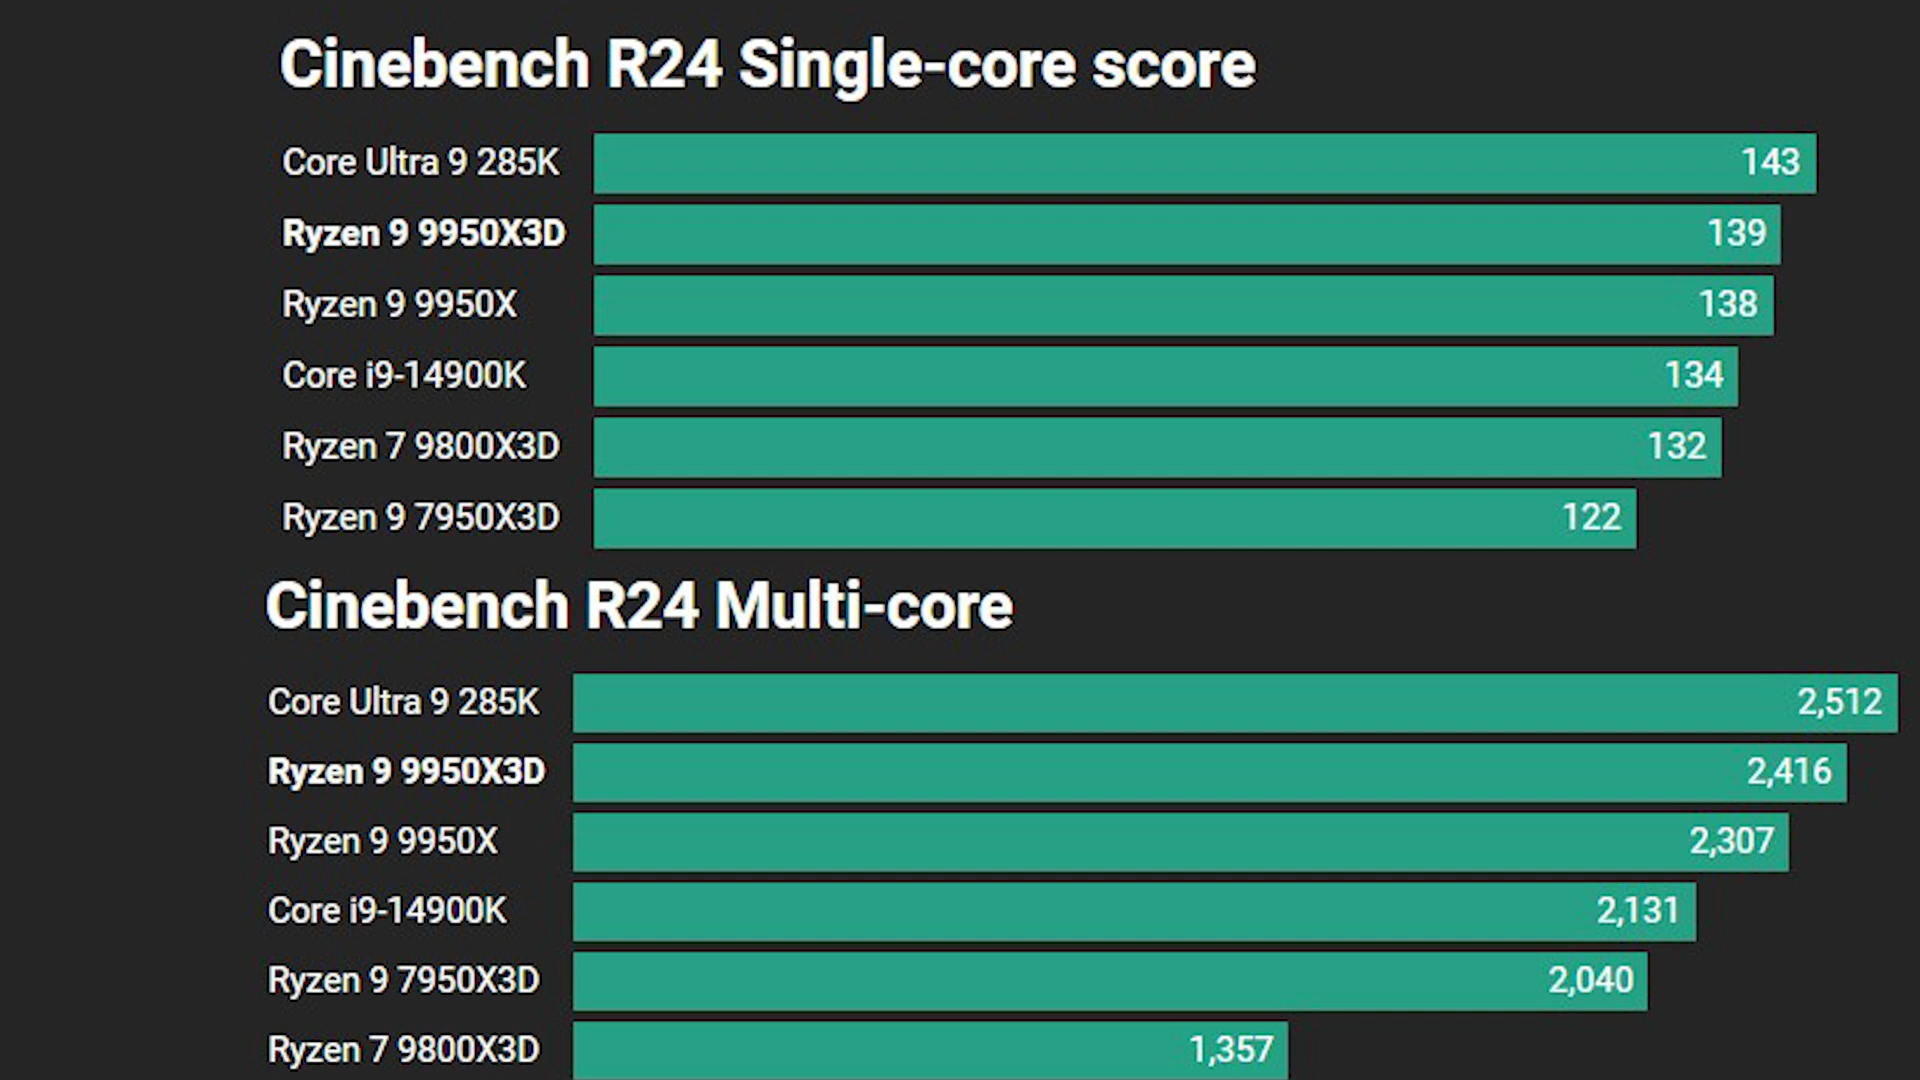 Cinebench R24 Single-core score
Core Ultra 9 285K 143
Ryzen 9 9950X3D 139
Ryzen 9 9950X 138
Core i9-14900K 134
Ryzen 7 9800X3D 132
Ryzen 9 7950X3D 122
Cinebench R24 Multi-core
Core Ultra 9 285K 2,512
Ryzen 9 9950X3D 2,416
Ryzen 9 9950X 2,307
Core i9-14900K 2,131
Ryzen 9 7950X3D 2,040
Ryzen 7 9800X3D 1,357